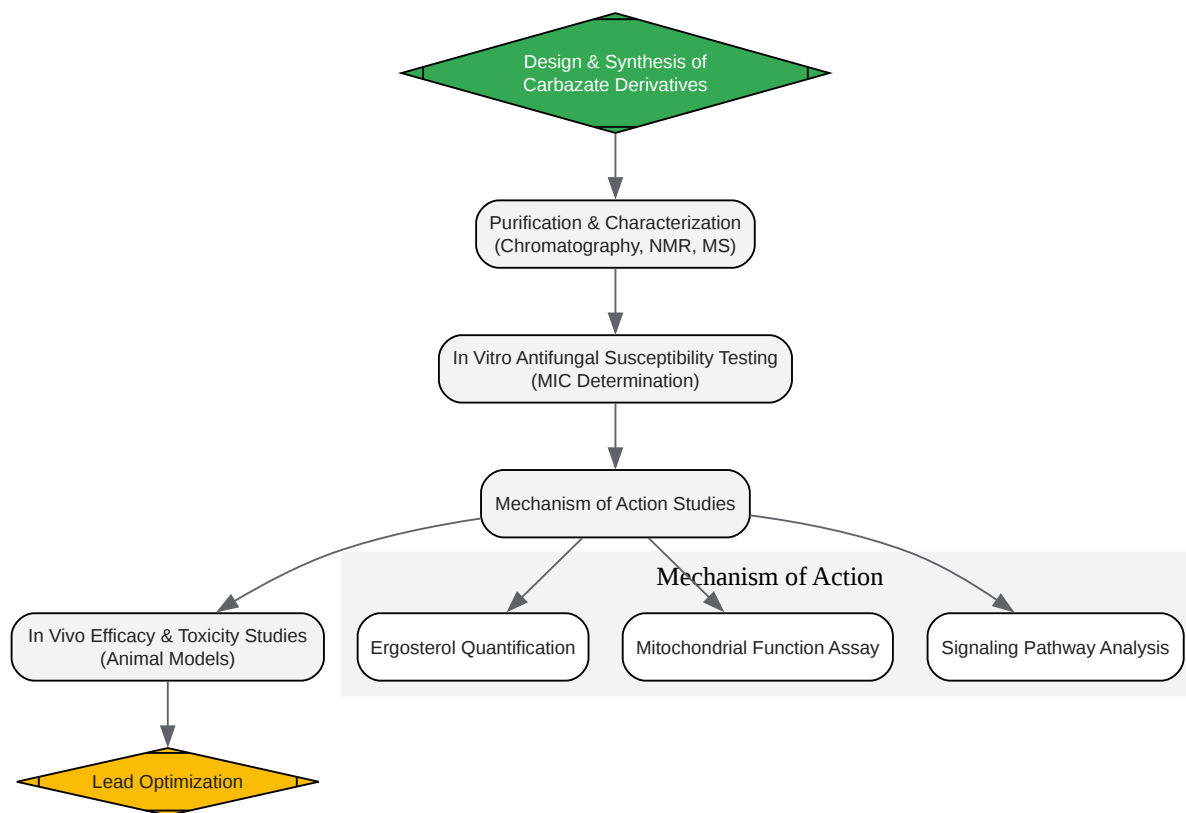 Design & Synthesis of
Carbazate Derivatives
Purification & Characterization
(Chromatography, NMR, MS)
In Vitro Antifungal Susceptibility Testing
(MIC Determination)
Mechanism of Action Studies
Mechanism of Action
In Vivo Efficacy & Toxicity Studies
(Animal Models)
Ergosterol Quantification
Mitochondrial Function Assay
Signaling Pathway Analysis
Lead Optimization